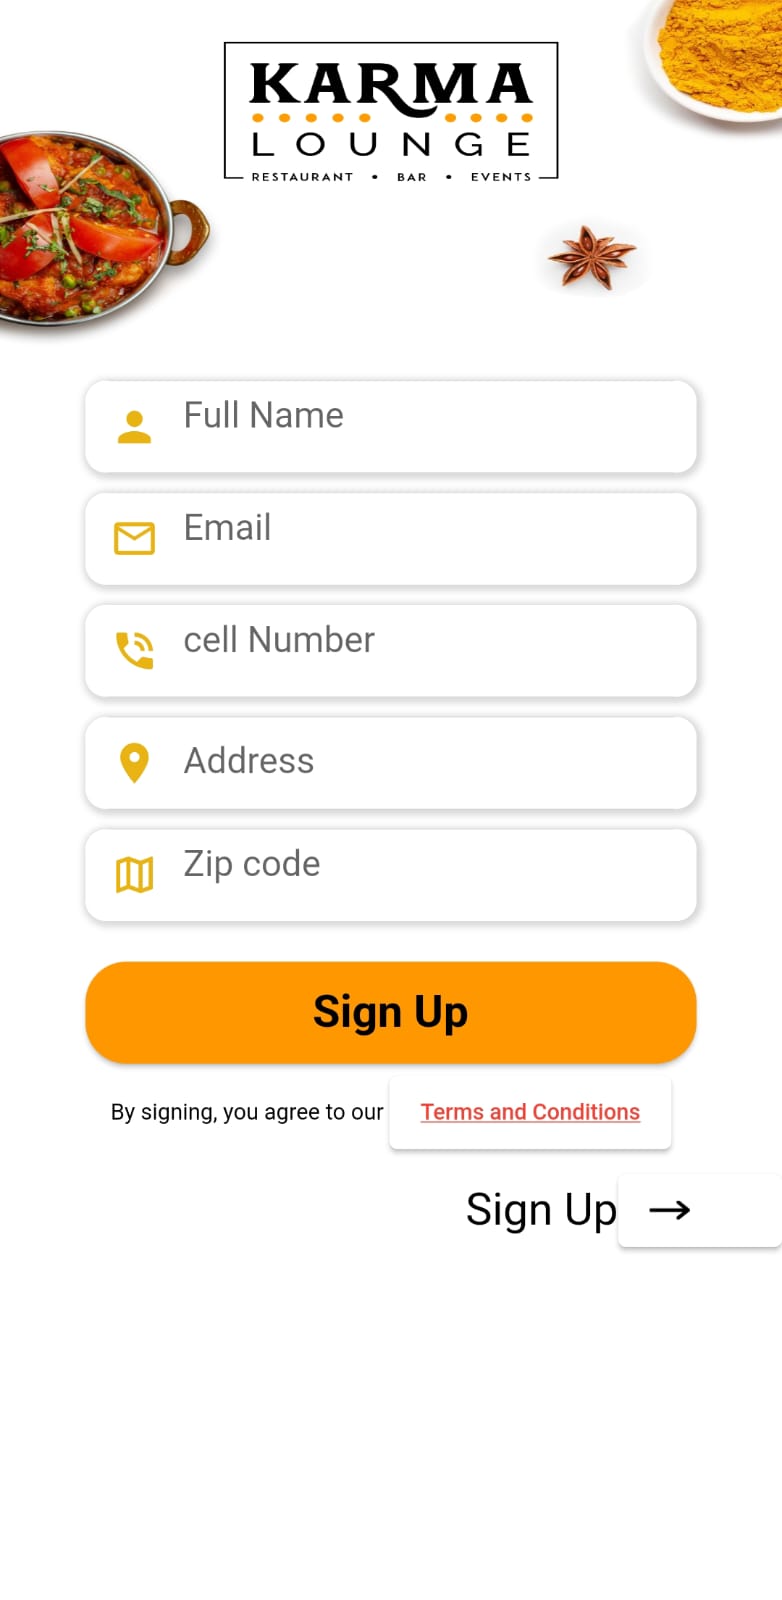 KARMA
LOUNGE
RESTAURANT • BAR • EVENTS
Full Name
Email
cell Number
Address
Zip code
Sign Up
By signing, you agree to our Terms and Conditions
Sign Up →